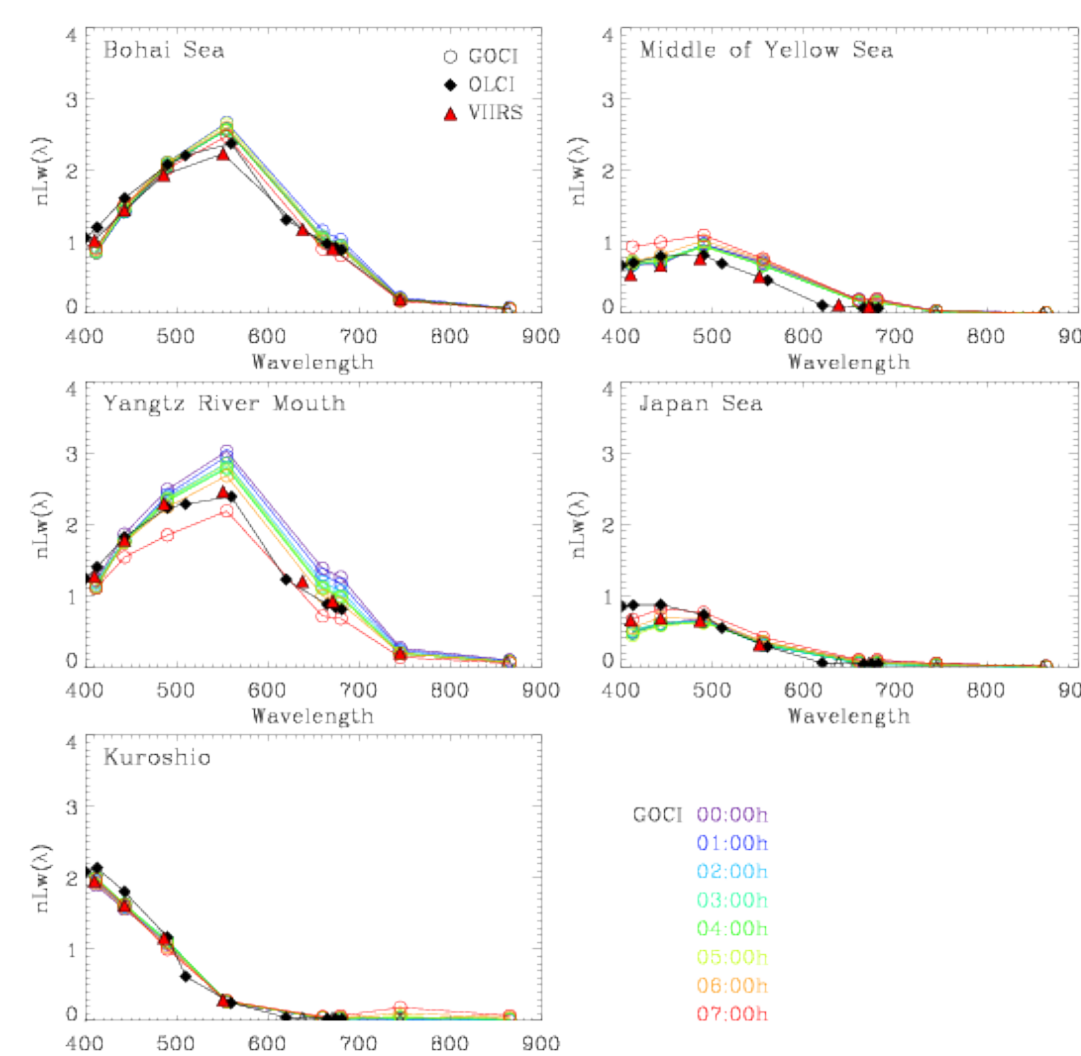 Bohai Sea
GOCI
OLCI
VIIRS
nLw(λ)
4
3
2
1
0
400 500 600 700 800 900
Wavelength
Middle of Yellow Sea
nLw(λ)
4
3
2
1
0
400 500 600 700 800 90
Wavelength
Yangtz River Mouth
nLw(λ)
4
3
2
1
0
400 500 600 700 800 900
Wavelength
Japan Sea
nLw(λ)
4
3
2
1
0
400 500 600 700 800 90
Wavelength
Kuroshio
nLw(λ)
4
3
2
1
0
400 500 600 700 800 900
GOCI 00:00h
01:00h
02:00h
03:00h
04:00h
05:00h
06:00h
07:00h